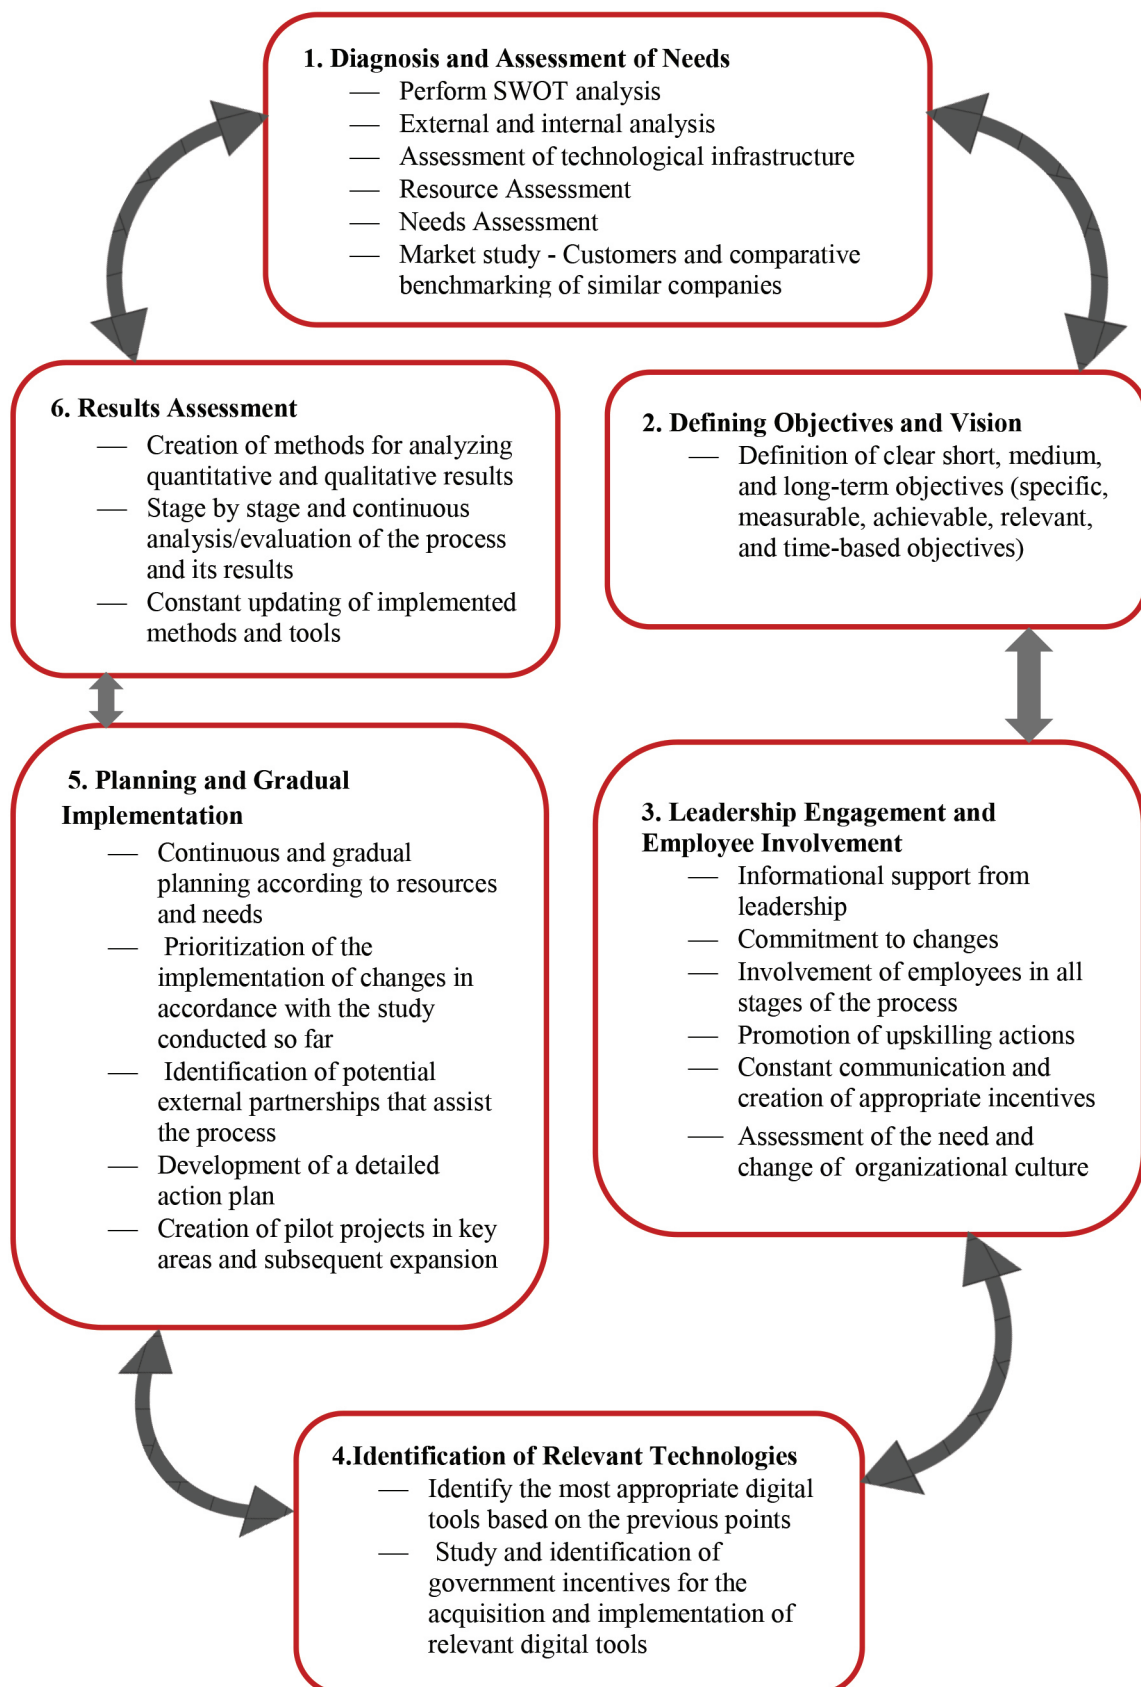 1. Diagnosis and Assessment of Needs
— Perform SWOT analysis
— External and internal analysis
— Assessment of technological infrastructure
— Resource Assessment
— Needs Assessment
— Market study - Customers and comparative
benchmarking of similar companies
2. Defining Objectives and Vision
— Definition of clear short, medium,
and long-term objectives (specific,
measurable, achievable, relevant,
and time-based objectives)
3. Leadership Engagement and
Employee Involvement
— Informational support from
leadership
— Commitment to changes
— Involvement of employees in all
stages of the process
— Promotion of upskilling actions
— Constant communication and
creation of appropriate incentives
— Assessment of the need and
change of organizational culture
4.Identification of Relevant Technologies
— Identify the most appropriate digital
tools based on the previous points
— Study and identification of
government incentives for the
acquisition and implementation of
relevant digital tools
5. Planning and Gradual
Implementation
— Continuous and gradual
planning according to resources
and needs
— Prioritization of the
implementation of changes in
accordance with the study
conducted so far
— Identification of potential
external partnerships that assist
the process
— Development of a detailed
action plan
— Creation of pilot projects in key
areas and subsequent expansion
6. Results Assessment
— Creation of methods for analyzing
quantitative and qualitative results
— Stage by stage and continuous
analysis/evaluation of the process
and its results
— Constant updating of implemented
methods and tools